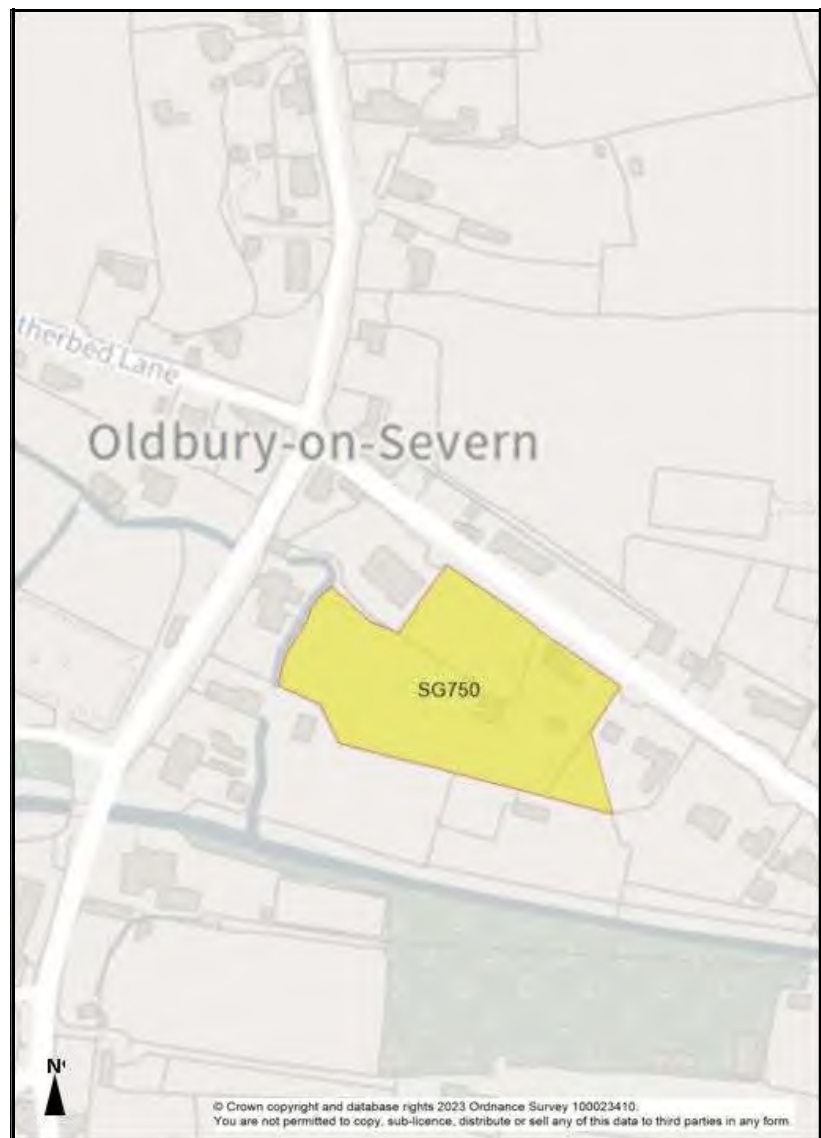 therbed Lane
Oldbury-on-Severn
SG750
N
© Crown copyright and database rights 2023 Ordnance Survey 100023410.
You are not permitted to copy, sub-licence, distribute or sell any of this data to third parties in any form